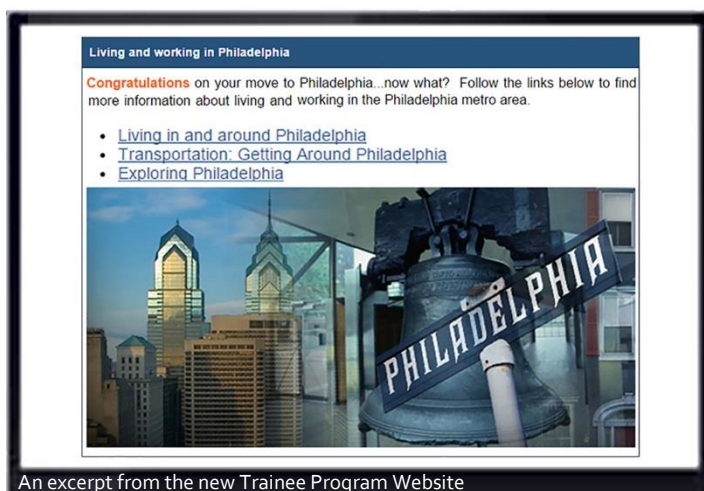 Living and working in Philadelphia
Congratulations on your move to Philadelphia...now what? Follow the links below to find
more information about living and working in the Philadelphia metro area.
• Living in and around Philadelphia
• Transportation: Getting Around Philadelphia
• Exploring Philadelphia
PHILADELPHIA
An excerpt from the new Trainee Program Website